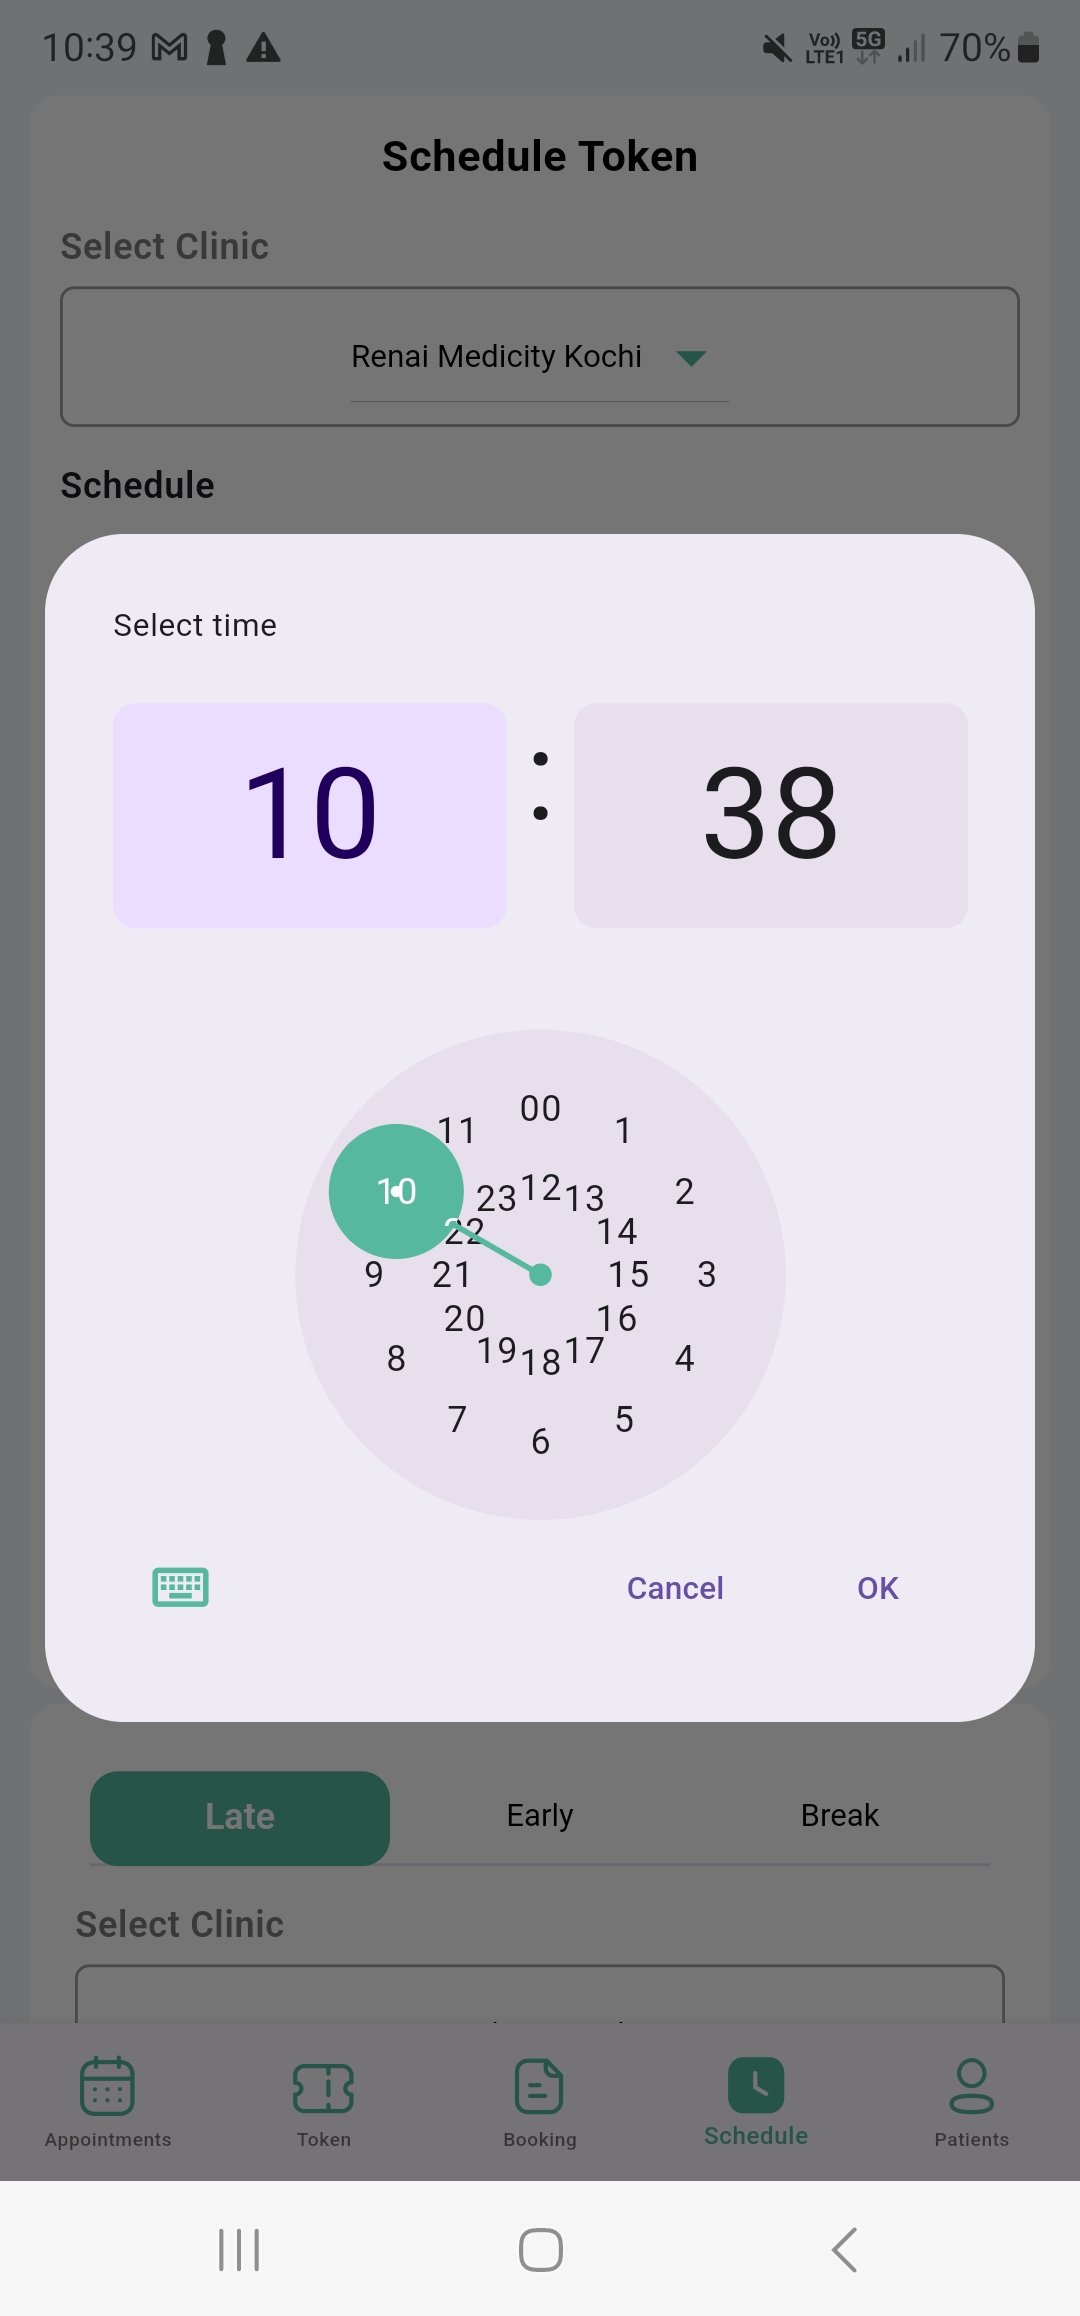 10:39 Vo)) LTE1 5G 70%
Schedule Token
Select Clinic
Renai Medicity Kochi
Schedule
Select time
10 : 38
00
11 1
10 23 12 13 2
22 14
9 21 15 3
20 16
8 19 18 17 4
7 5
6
Cancel OK
Late Early Break
Select Clinic
Appointments Token Booking Schedule Patients